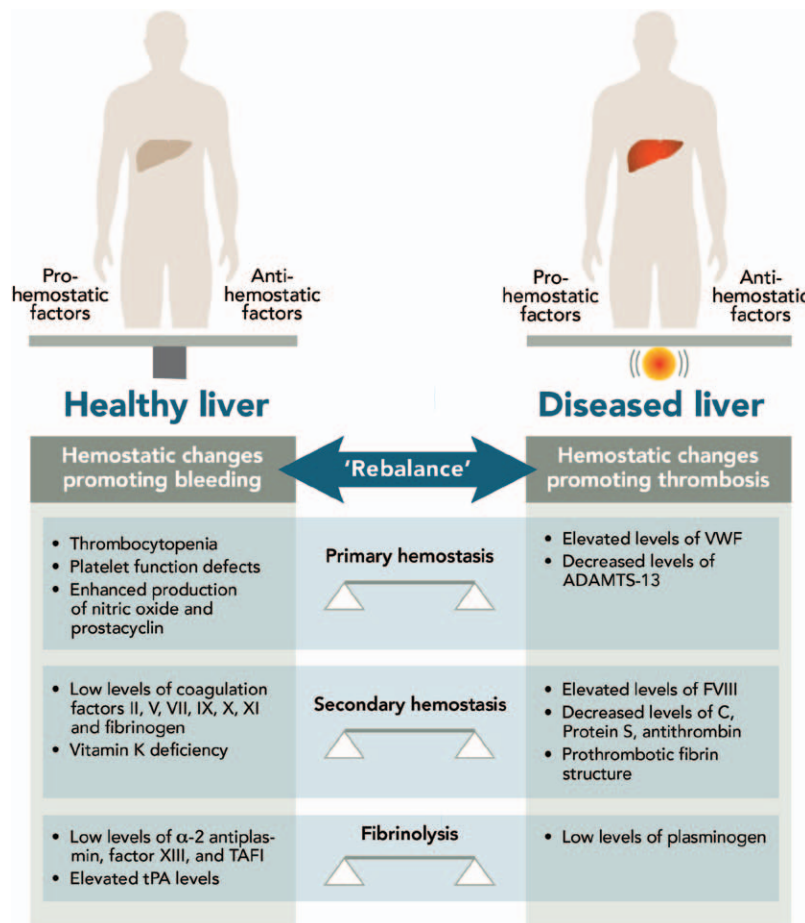 Pro-
hemostatic
factors
Anti-
hemostatic
factors
Pro-
hemostatic
factors
Anti-
hemostatic
factors
Healthy liver
Diseased liver
Hemostatic changes
promoting bleeding
'Rebalance'
Hemostatic changes
promoting thrombosis
• Thrombocytopenia
• Platelet function defects
• Enhanced production
of nitric oxide and
prostacyclin
Primary hemostasis
• Elevated levels of VWF
• Decreased levels of
ADAMTS-13
• Low levels of coagulation
factors II, V, VII, IX, X, XI
and fibrinogen
• Vitamin K deficiency
Secondary hemostasis
• Elevated levels of FVIII
• Decreased levels of C,
Protein S, antithrombin
• Prothrombotic fibrin
structure
• Low levels of α-2 antiplas-
min, factor XIII, and TAFI
• Elevated tPA levels
Fibrinolysis
• Low levels of plasminogen